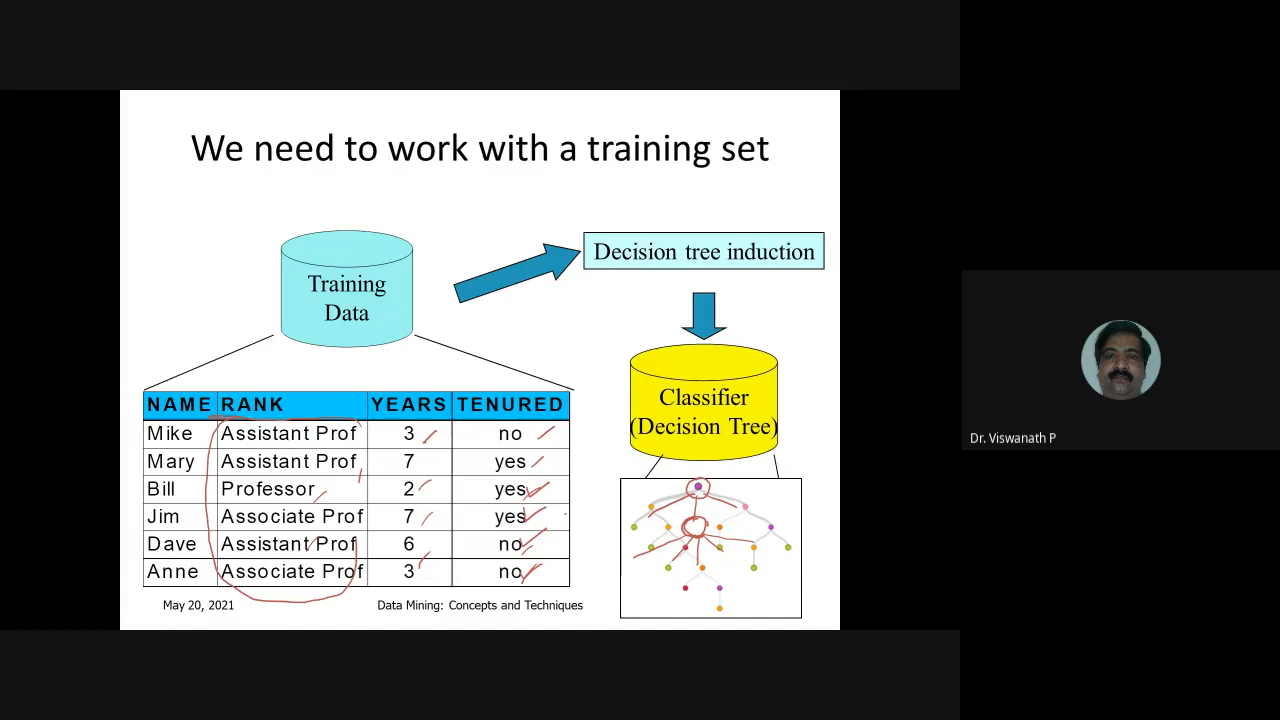 We need to work with a training set
Training
Data
Decision tree induction
Classifier
(Decision Tree)
NAME RANK YEARS TENURED
Mike Assistant Prof 3 no
Mary Assistant Prof 7 yes
Bill Professor 2 yes
Jim Associate Prof 7 yes
Dave Assistant Prof 6 no
Anne Associate Prof 3 no
May 20, 2021 Data Mining: Concepts and Techniques
Dr. Viswanath P